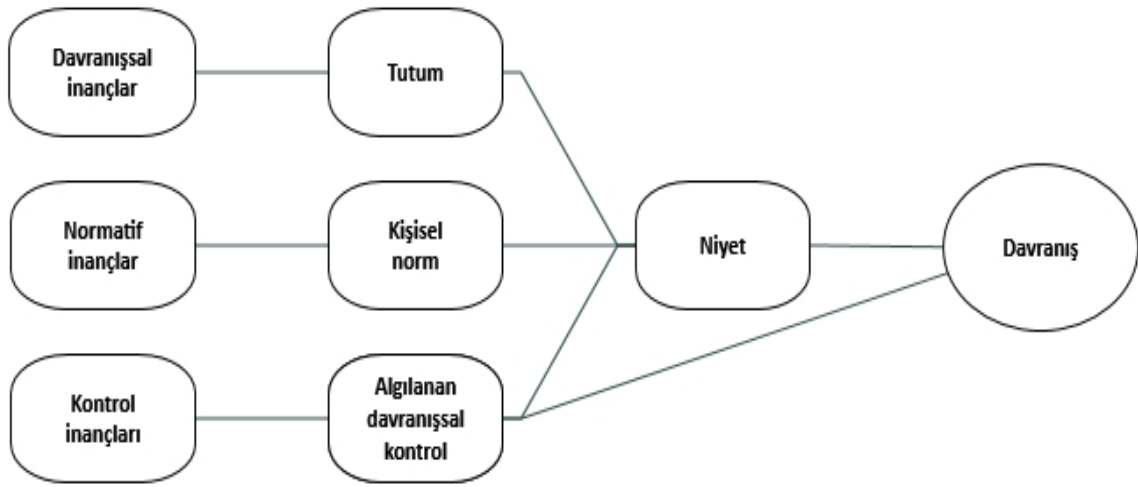 Davranışsal
inançlar
Tutum
Normatif
inançlar
Kişisel
norm
Niyet
Davranış
Kontrol
inançları
Algılanan
davranışsal
kontrol